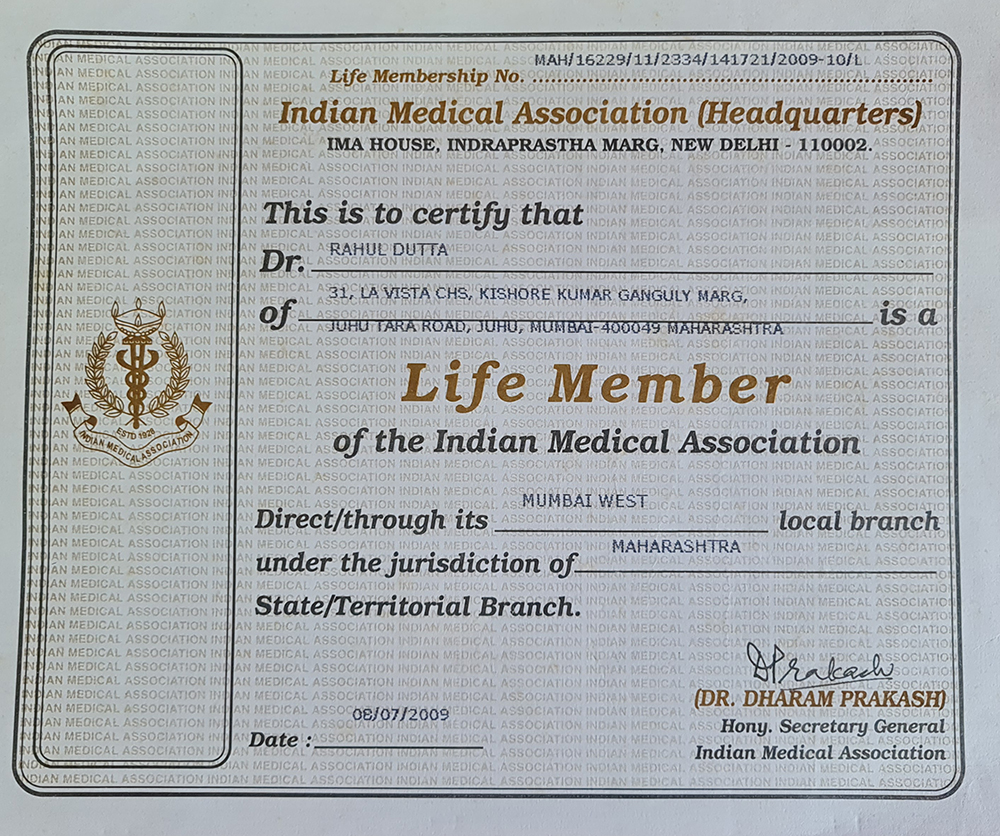 MAH/16229/11/2334/141721/2009-10/L
Life Membership No. ........................................................................
Indian Medical Association (Headquarters)
IMA HOUSE, INDRAPRASTHA MARG, NEW DELHI - 110002.
This is to certify that
Dr. RAHUL DUTTA
31, LA VISTA CHS, KISHORE KUMAR GANGULY MARG,
of is a
JUHU TARA ROAD, JUHU, MUMBAI-400049 MAHARASHTRA
Life Member
of the Indian Medical Association
Direct/through its MUMBAI WEST local branch
under the jurisdiction of MAHARASHTRA
State/Territorial Branch.
ESTD 1928
INDIAN MEDICAL ASSOCIATION
DPrakash
(DR. DHARAM PRAKASH)
Hony. Secretary General
Indian Medical Association
Date : 08/07/2009